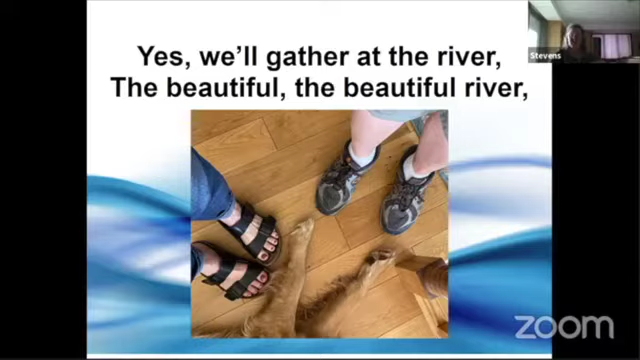 Yes, we'll gather at the river,
The beautiful, the beautiful river,
Stevens
zoom